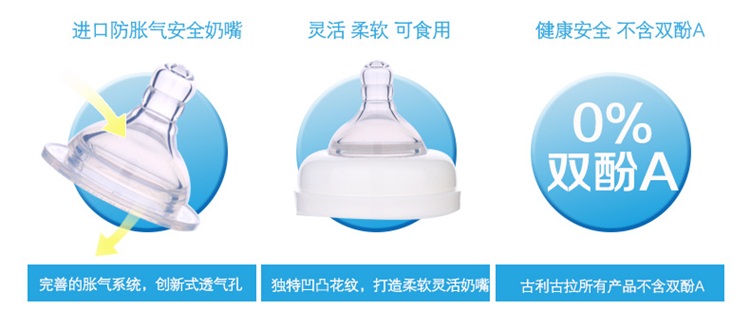 进口防胀气安全奶嘴
灵活 柔软 可食用
健康安全 不含双酚A
0%
双酚A
完善的胀气系统，创新式透气孔
独特凹凸花纹，打造柔软灵活奶嘴
古利古拉所有产品不含双酚A